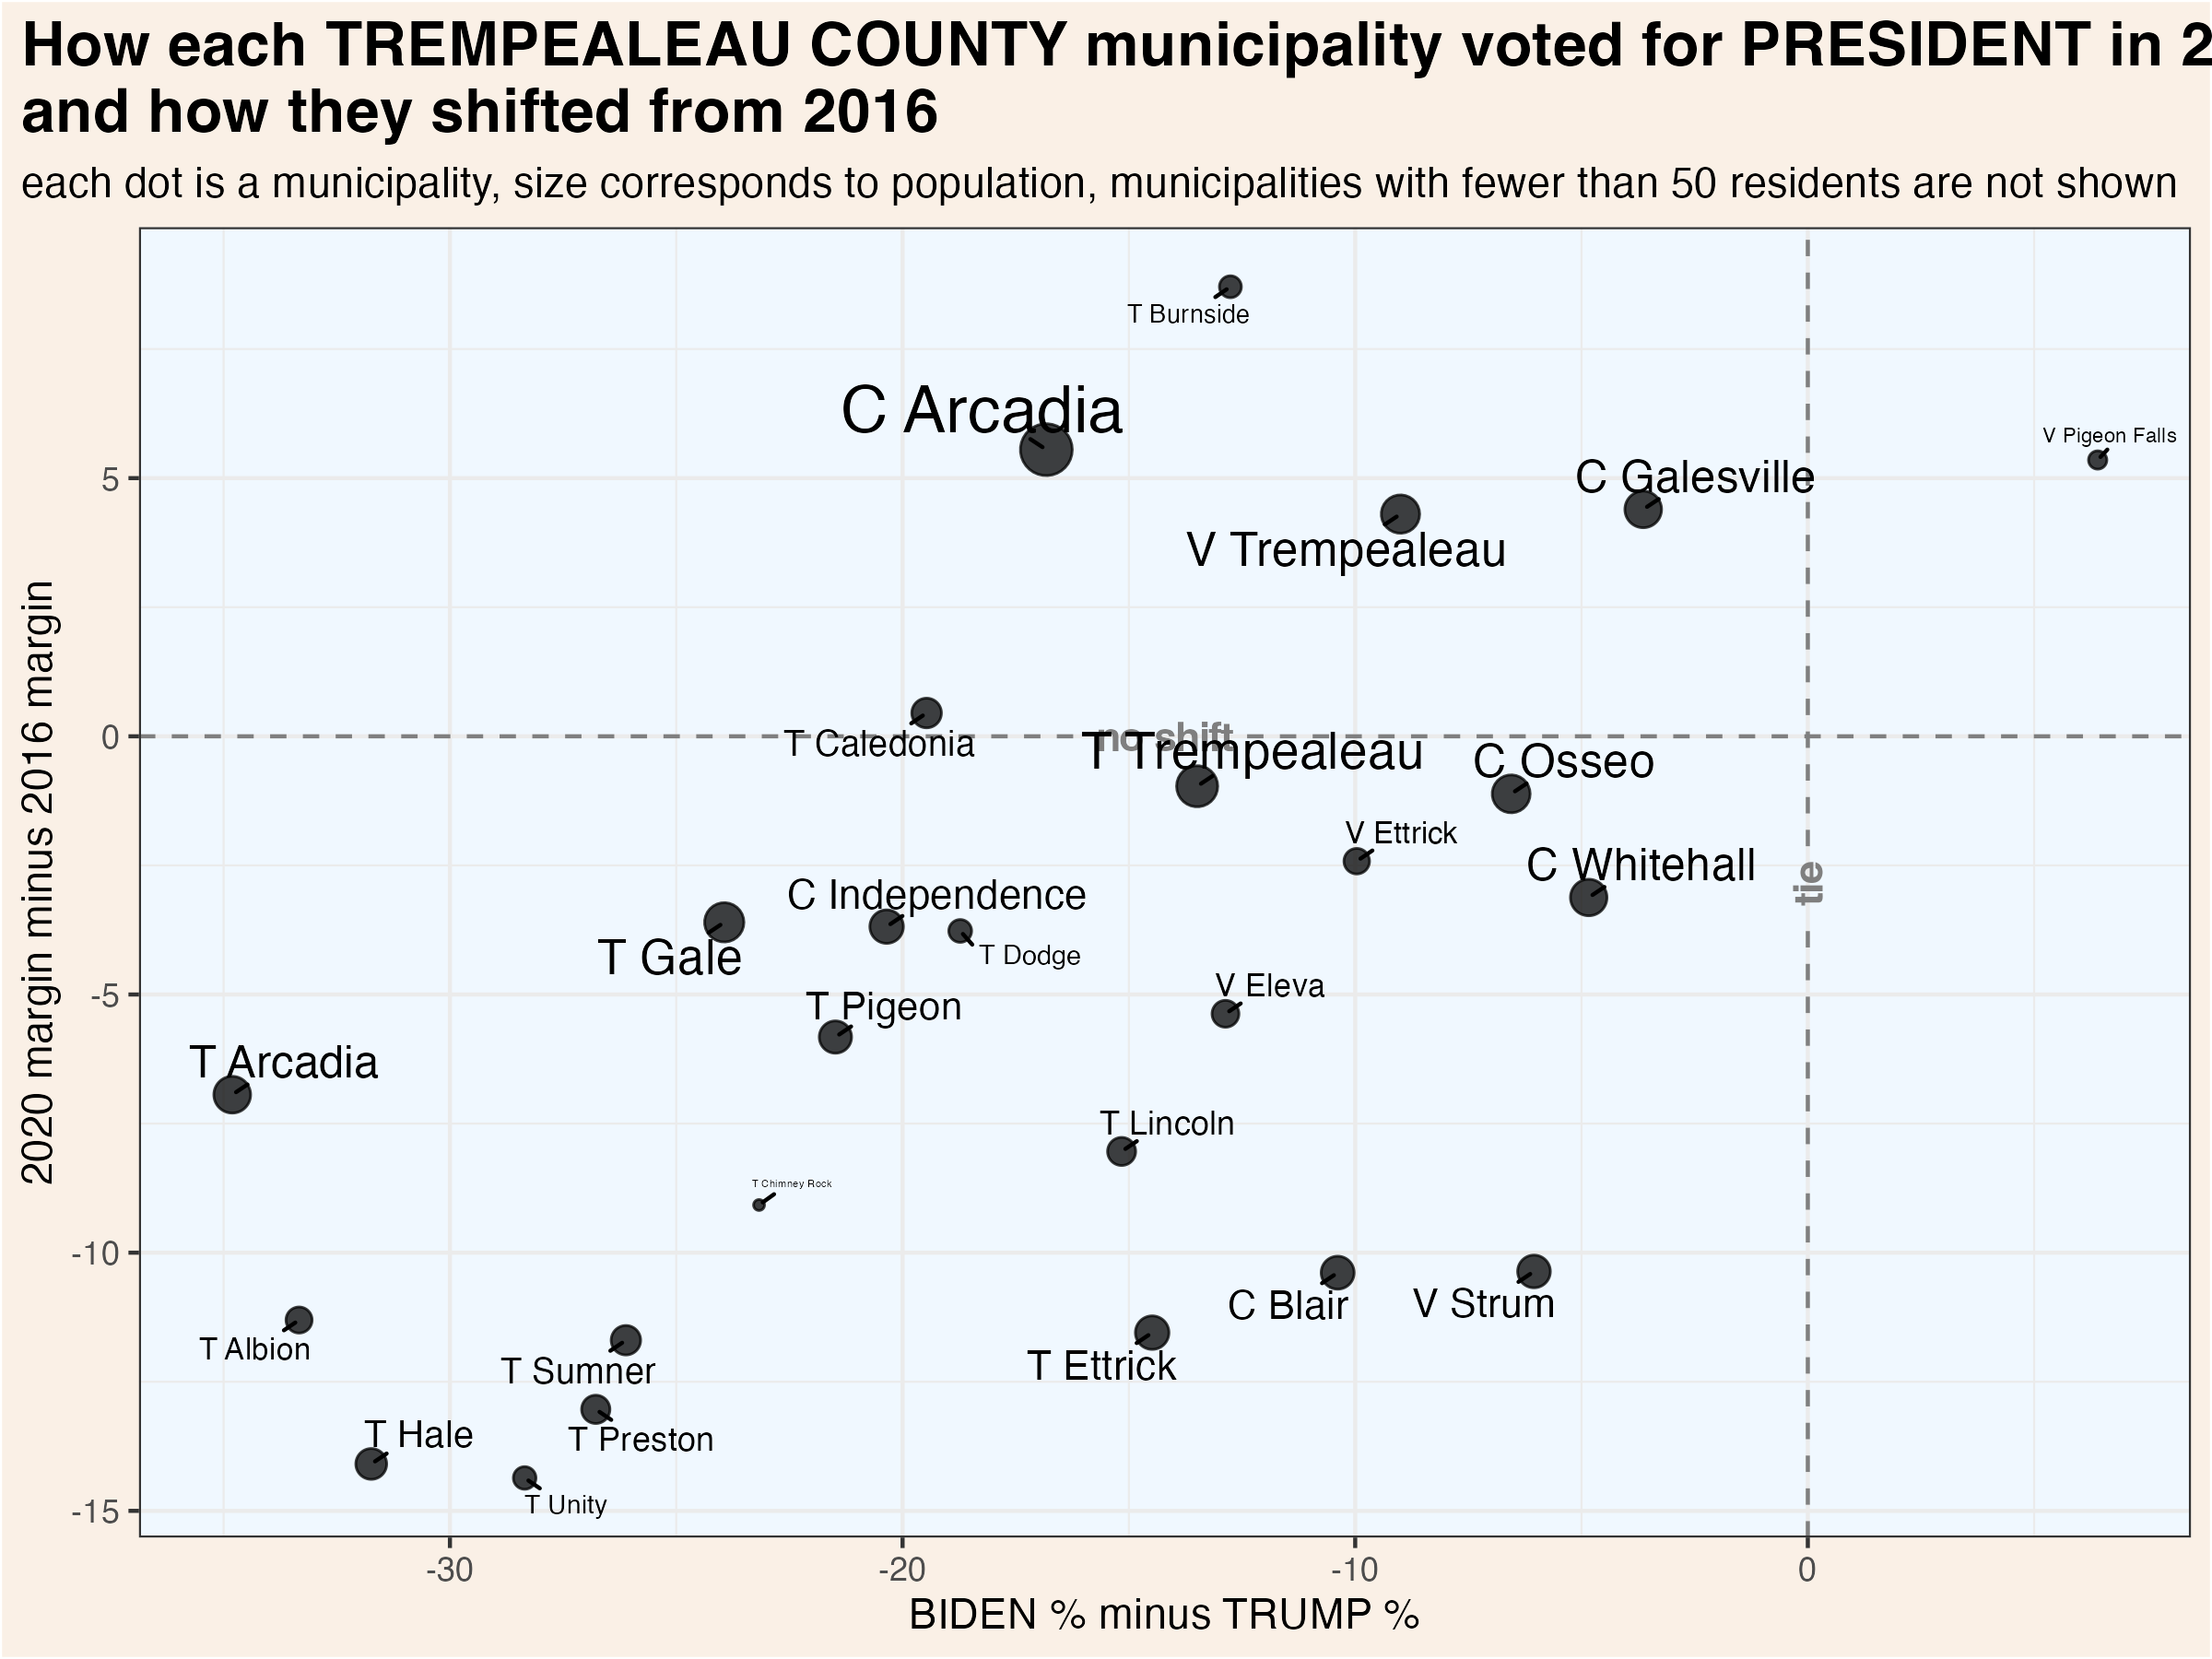 How each TREMPEALEAU COUNTY municipality voted for PRESIDENT in 2
and how they shifted from 2016
each dot is a municipality, size corresponds to population, municipalities with fewer than 50 residents are not shown
T Burnside
C Arcadia
V Pigeon Falls
C Galesville
5
V Trempealeau
2020 margin minus 2016 margin
0
T Caledonia
no shift
T Trempealeau
C Osseo
V Ettrick
C Whitehall
tie
C Independence
T Gale
T Dodge
-5
V Eleva
T Pigeon
T Arcadia
T Lincoln
T Chimney Rock
-10
C Blair
V Strum
T Albion
T Sumner
T Ettrick
T Hale
T Preston
T Unity
-15
-30
-20
-10
0
BIDEN % minus TRUMP %